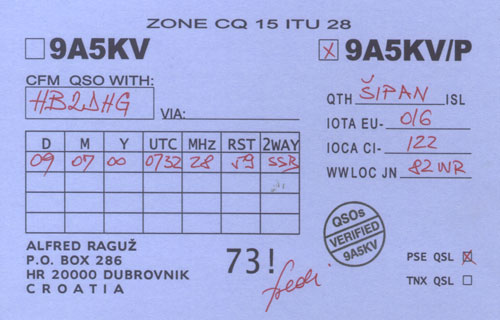 ZONE CQ 15 ITU 28
☐ 9A5KV ☒ 9A5KV/P
CFM QSO WITH:
HB2DHG VIA:
QTH ŠIPAN ISL
IOTA EU- 016
IOCA CI- 122
WWLOC JN 82WR
D M Y UTC MHz RST 2WAY
09 07 00 0732 28 59 SSB
ALFRED RAGUŽ
P.O. BOX 286
HR 20000 DUBROVNIK
CROATIA
73!
fredi
QSOs
VERIFIED
9A5KV
PSE QSL ☒
TNX QSL ☐